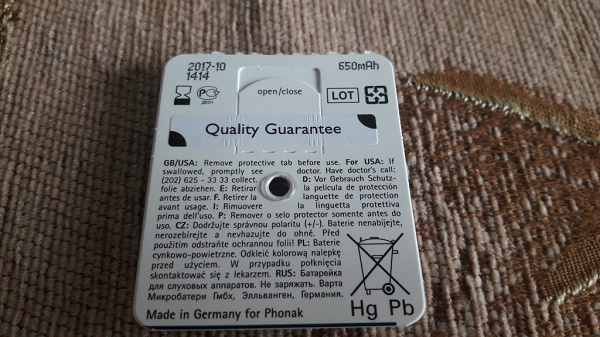 2017-10 650mAh
1414
open/close
LOT
Quality Guarantee
GB/USA: Remove protective tab before use. For USA: If
swallowed, promptly see doctor. Have doctor's call:
(202) 625 - 33 33 collect. D: Vor Gebrauch Schutz-
folie abziehen. E: Retirar la película de protección
antes de usar. F. Retirer la languette de protection
avant usage. I: Rimuovere la linguetta protettiva
prima dell'uso. P: Remover o selo protector somente antes do
uso. CZ: Dodržujte správnou polaritu (+/-). Baterie nenabíjejte,
nerozebírejte a nevhazujte do ohně. Před
použitím odstraňte ochrannou folii! PL: Baterie
cynkowo-powietrzne. Odkleić kolorową nalepkę
przed użyciem. W przypadku połknięcia
skontaktować się z lekarzem. RUS: Батарейка
для слуховых аппаратов. Не заряжать. Варта
Микробатери Гмбх, Элльванген, Германия.
Hg Pb
Made in Germany for Phonak